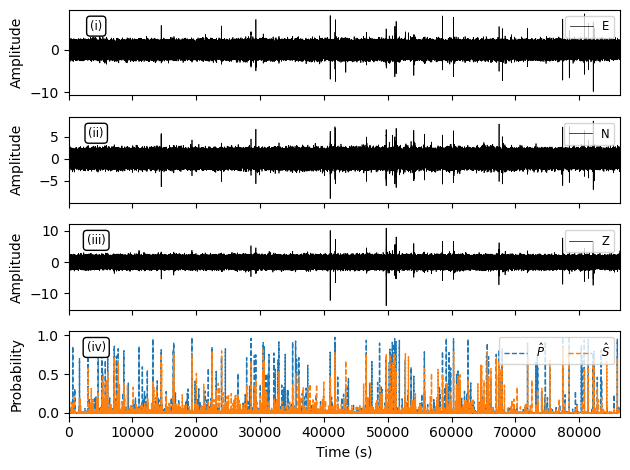 (i)
E
Amplitude
0
−10
(ii)
N
Amplitude
5
0
−5
(iii)
Z
Amplitude
10
0
−10
(iv)
P̂ Ŝ
Probability
1.0
0.5
0.0
0 10000 20000 30000 40000 50000 60000 70000 80000
Time (s)